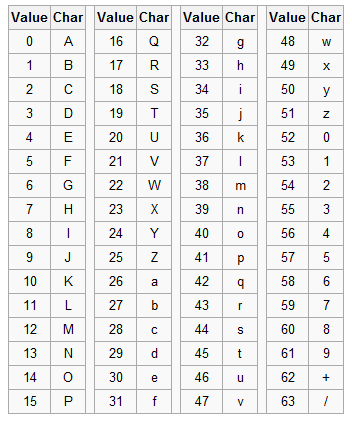 Value Char Value Char Value Char Value Char
0 A 16 Q 32 g 48 w
1 B 17 R 33 h 49 x
2 C 18 S 34 i 50 y
3 D 19 T 35 j 51 z
4 E 20 U 36 k 52 0
5 F 21 V 37 l 53 1
6 G 22 W 38 m 54 2
7 H 23 X 39 n 55 3
8 I 24 Y 40 o 56 4
9 J 25 Z 41 p 57 5
10 K 26 a 42 q 58 6
11 L 27 b 43 r 59 7
12 M 28 c 44 s 60 8
13 N 29 d 45 t 61 9
14 O 30 e 46 u 62 +
15 P 31 f 47 v 63 /